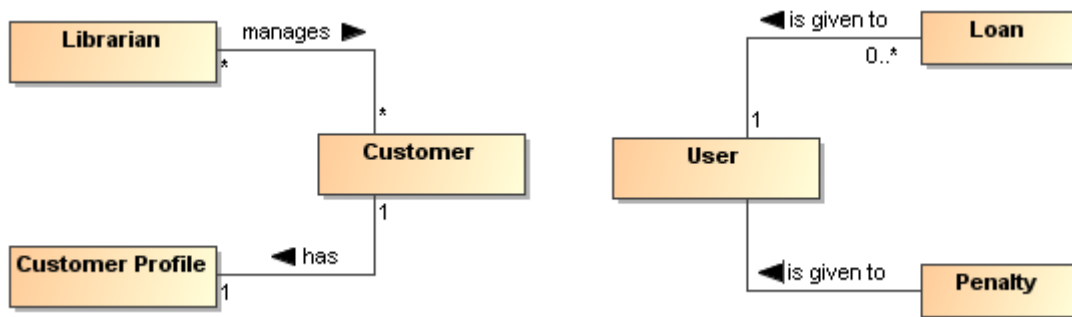 Librarian
manages
*
*
Customer
1
has
Customer Profile
1
is given to
Loan
0..*
1
User
is given to
Penalty